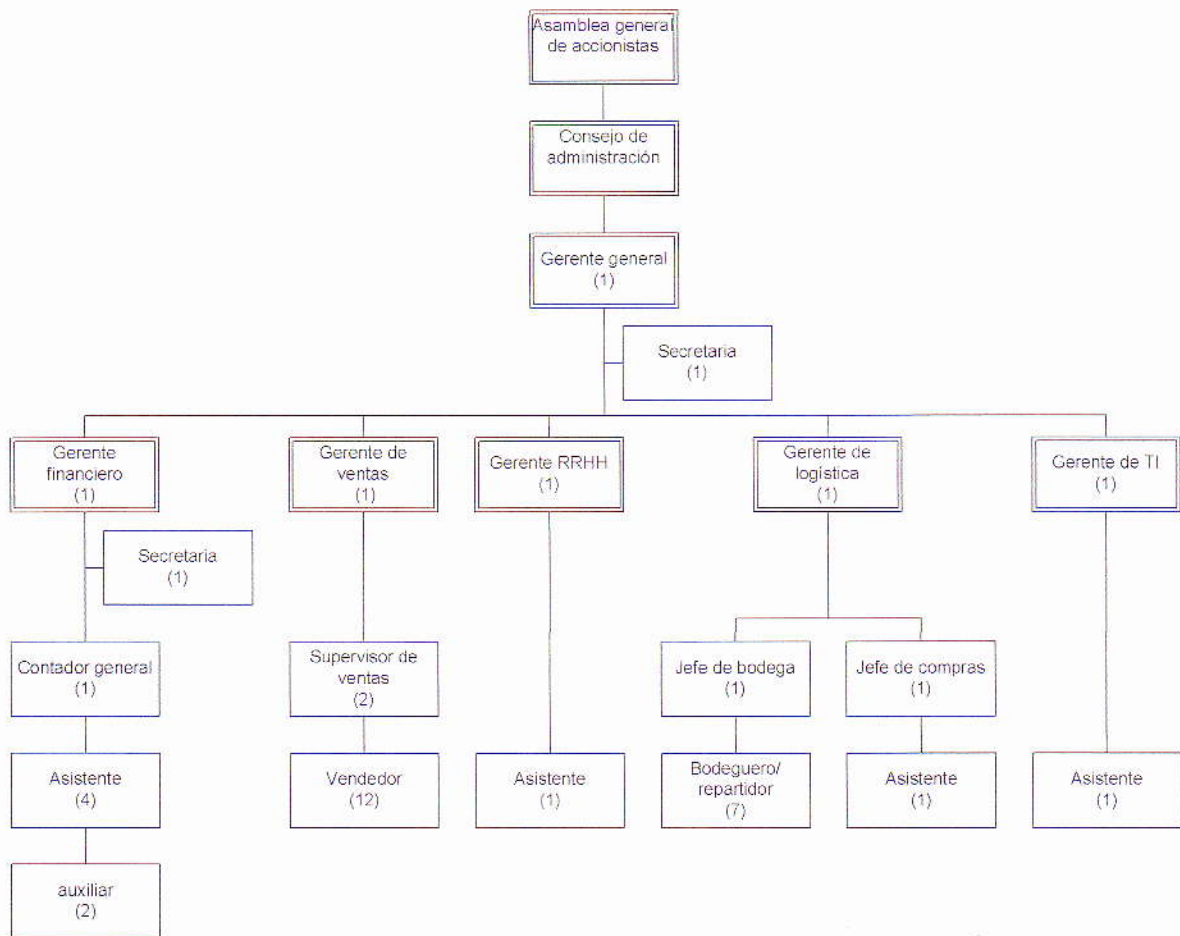 Asamblea general
de accionistas
Consejo de
administración
Gerente general
(1)
Secretaria
(1)
Gerente
financiero
(1)
Gerente de
ventas
(1)
Gerente RRHH
(1)
Gerente de
logística
(1)
Gerente de TI
(1)
Secretaria
(1)
Contador general
(1)
Supervisor de
ventas
(2)
Jefe de bodega
(1)
Jefe de compras
(1)
Asistente
(4)
Vendedor
(12)
Asistente
(1)
Bodeguero/
repartidor
(7)
Asistente
(1)
Asistente
(1)
auxiliar
(2)